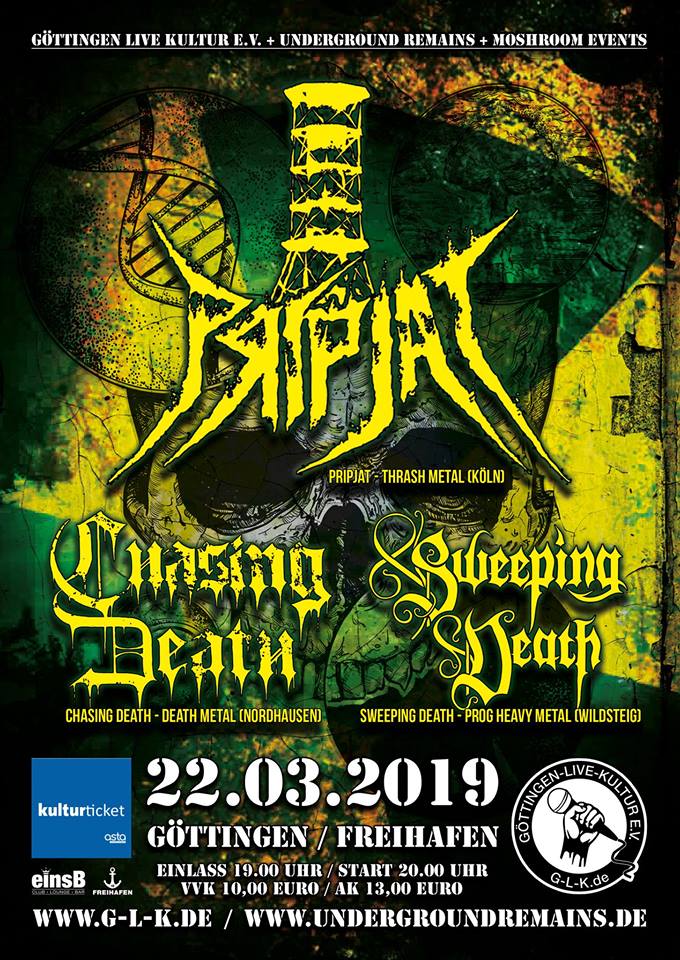 GÖTTINGEN LIVE KULTUR E.V. + UNDERGROUND REMAINS + MOSHROOM EVENTS
PRIPJAT
PRIPJAT - THRASH METAL (KÖLN)
Chasing
Death
Sweeping
Death
CHASING DEATH - DEATH METAL (NORDHAUSEN)
SWEEPING DEATH - PROG HEAVY METAL (WILDSTEIG)
kulturticket
asta
22.03.2019
GÖTTINGEN / FREIHAFEN
EINLASS 19.00 UHR / START 20.00 UHR
VVK 10,00 EURO / AK 13,00 EURO
GÖTTINGEN-LIVE-KULTUR E.V.
G-L-K.de
einsB
CLUB • LOUNGE • BAR
FREIHAFEN
WWW.G-L-K.DE / WWW.UNDERGROUNDREMAINS.DE